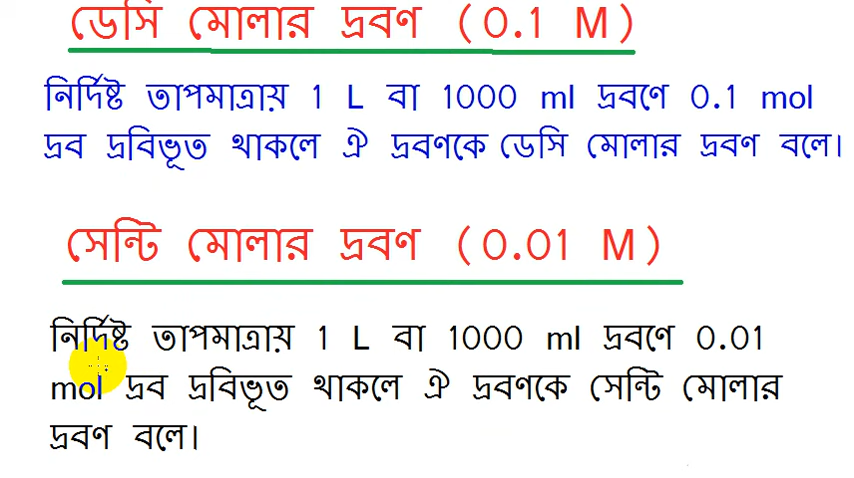 ডেসি মোলার দ্রবণ (0.1 M)
নির্দিষ্ট তাপমাত্রায় 1 L বা 1000 ml দ্রবণে 0.1 mol
দ্রব দ্রবিভূত থাকলে ঐ দ্রবণকে ডেসি মোলার দ্রবণ বলে।
সেন্টি মোলার দ্রবণ (0.01 M)
নির্দিষ্ট তাপমাত্রায় 1 L বা 1000 ml দ্রবণে 0.01
mol দ্রব দ্রবিভূত থাকলে ঐ দ্রবণকে সেন্টি মোলার
দ্রবণ বলে।